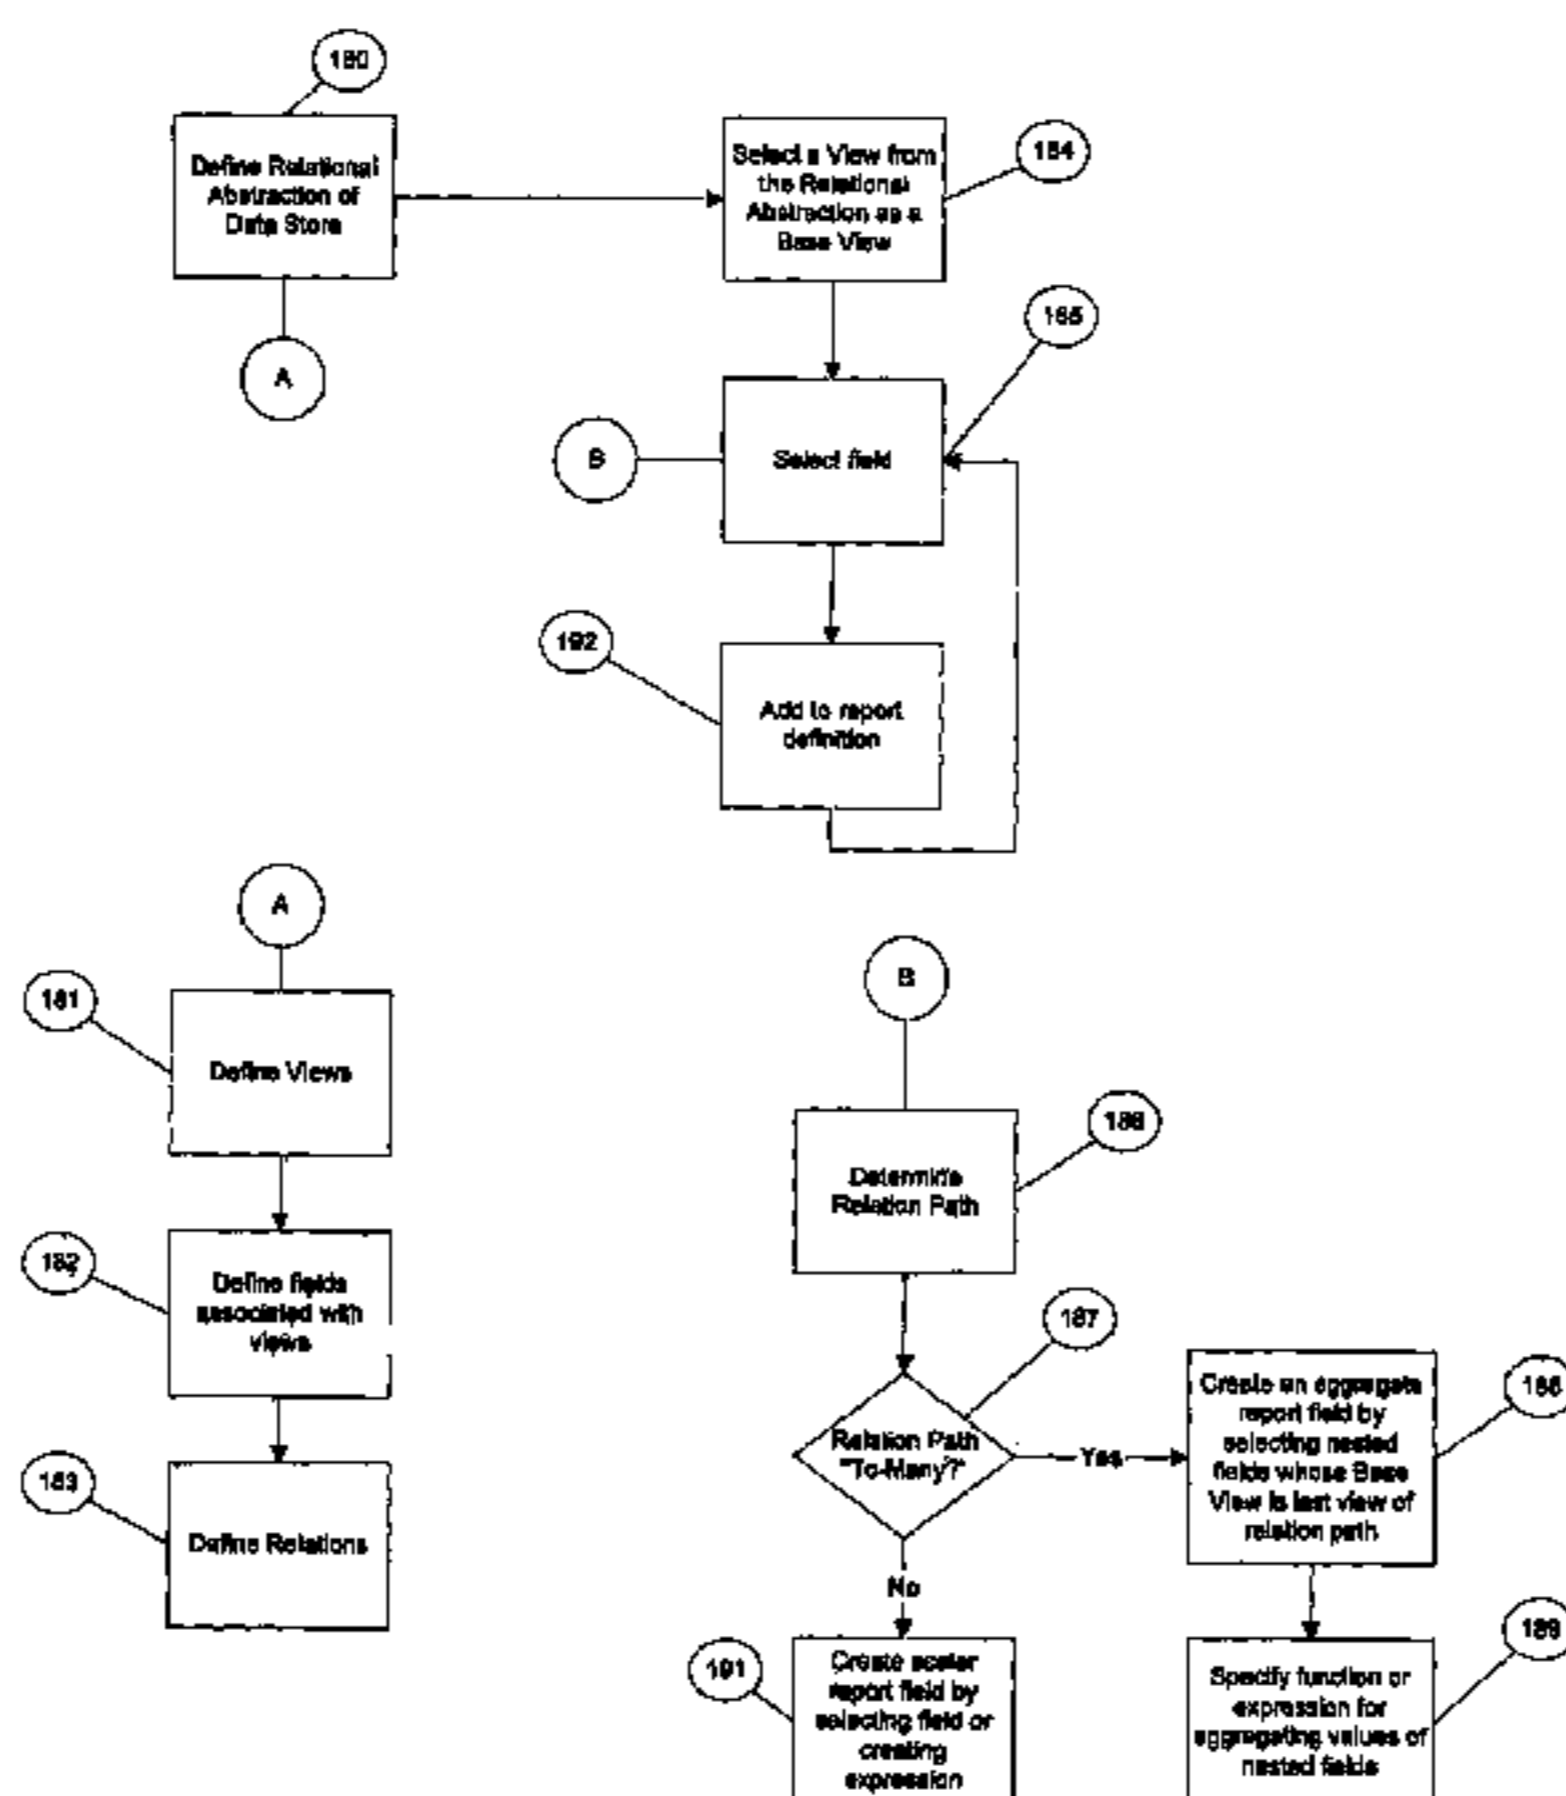 180
Define Relational
Abstraction of
Data Store
A
Select a View from
the Relational
Abstraction as a
Base View
184
185
B
Select field
192
Add to report
definition
A
181
Define Views
182
Define fields
associated with
views
183
Define Relations
B
186
Determine
Relation Path
187
Relation Path
"To-Many?"
Yes
No
188
Create an aggregate
report field by
selecting nested
fields whose Base
View is last view of
relation path
189
Specify function or
expression for
aggregating values of
nested fields
191
Create scalar
report field by
selecting field or
creating
expression